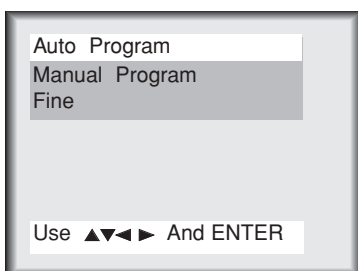 Auto Program
Manual Program
Fine
Use ▲▼◄ ► And ENTER